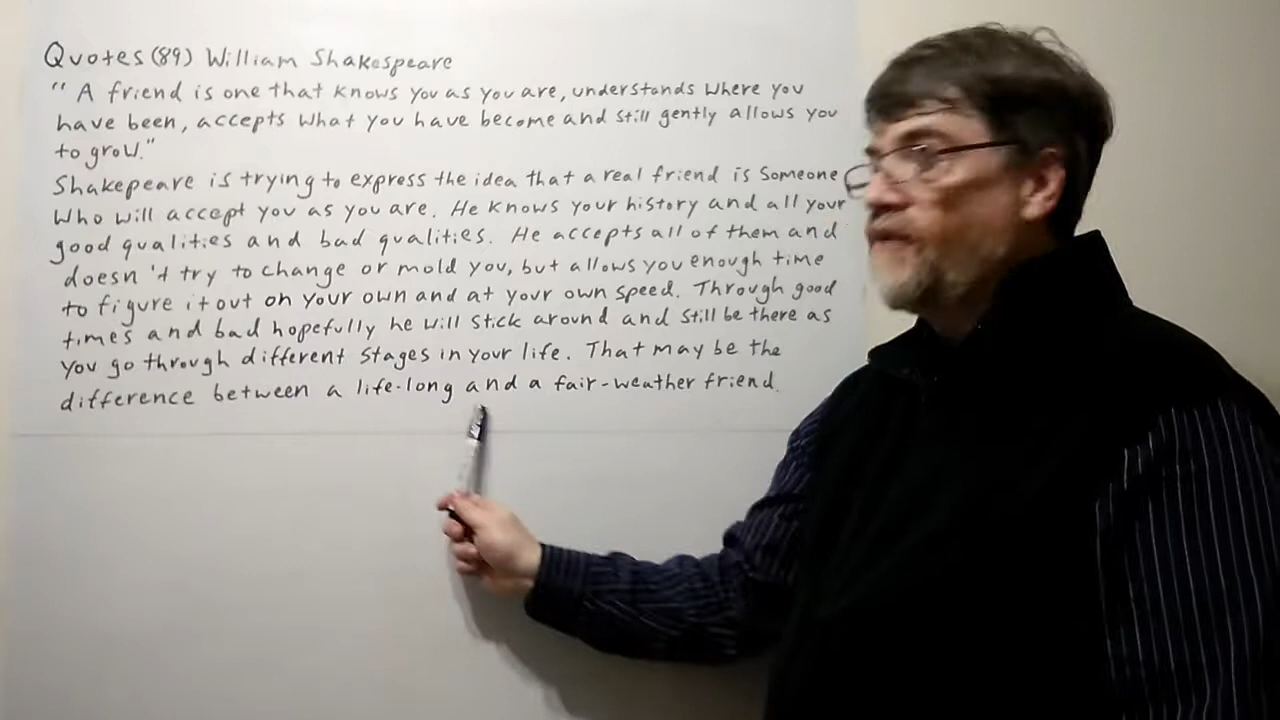 Quotes (89) William Shakespeare
"A friend is one that knows you as you are, understands where you
have been, accepts what you have become and still gently allows you
to grow."
Shakepeare is trying to express the idea that a real friend is someone
who will accept you as you are. He knows your history and all your
good qualities and bad qualities. He accepts all of them and
doesn't try to change or mold you, but allows you enough time
to figure it out on your own and at your own speed. Through good
times and bad hopefully he will stick around and still be there as
you go through different stages in your life. That may be the
difference between a life-long and a fair-weather friend.